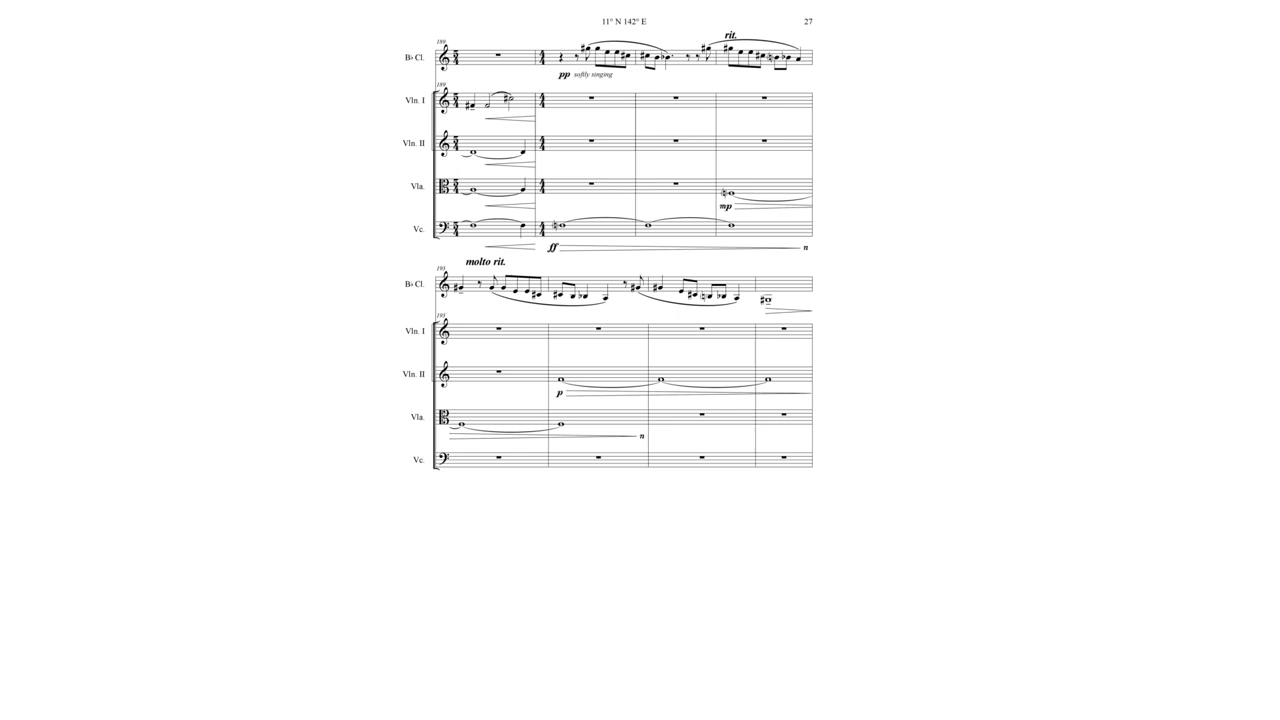 11° N 142° E
27
rit.
189
B♭ Cl.
pp softly singing
189
Vln. I
Vln. II
Vla.
mp
Vc.
ff n
molto rit.
193
B♭ Cl.
193
Vln. I
Vln. II
p
Vla.
n
Vc.